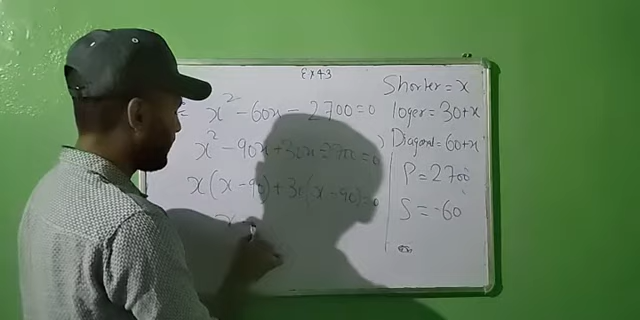 Ex 4.3
= x² - 60x - 2700 = 0
x² - 90x + 30x - 2700 = 0
x(x - 90) + 30(x - 90) = 0
x -
Shorter = x
loger = 30+x
Diagonal = 60+x
P = 2700
S = -60